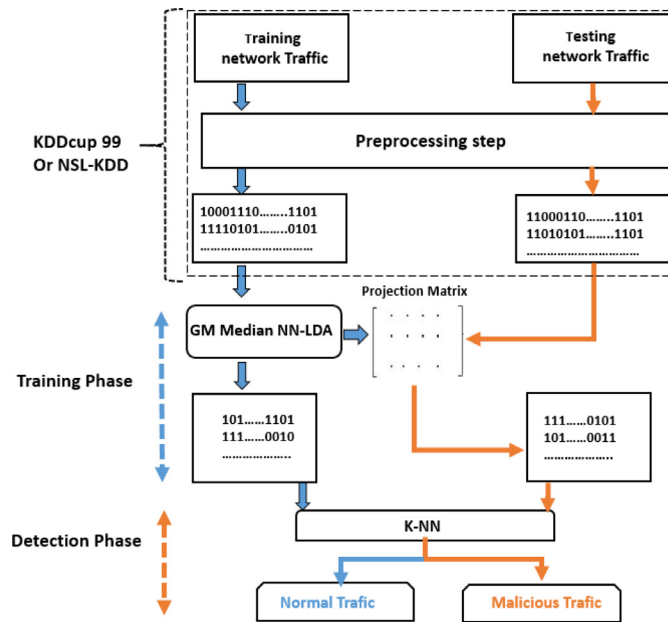 Training
network Traffic
Testing
network Traffic
KDDcup 99
Or NSL-KDD
Preprocessing step
10001110........1101
11110101........0101
................................
11000110........1101
11010101........1101
................................
Projection Matrix
GM Median NN-LDA
Training Phase
101......1101
111......0010
....................
111......0101
101......0011
....................
K-NN
Detection Phase
Normal Trafic
Malicious Trafic